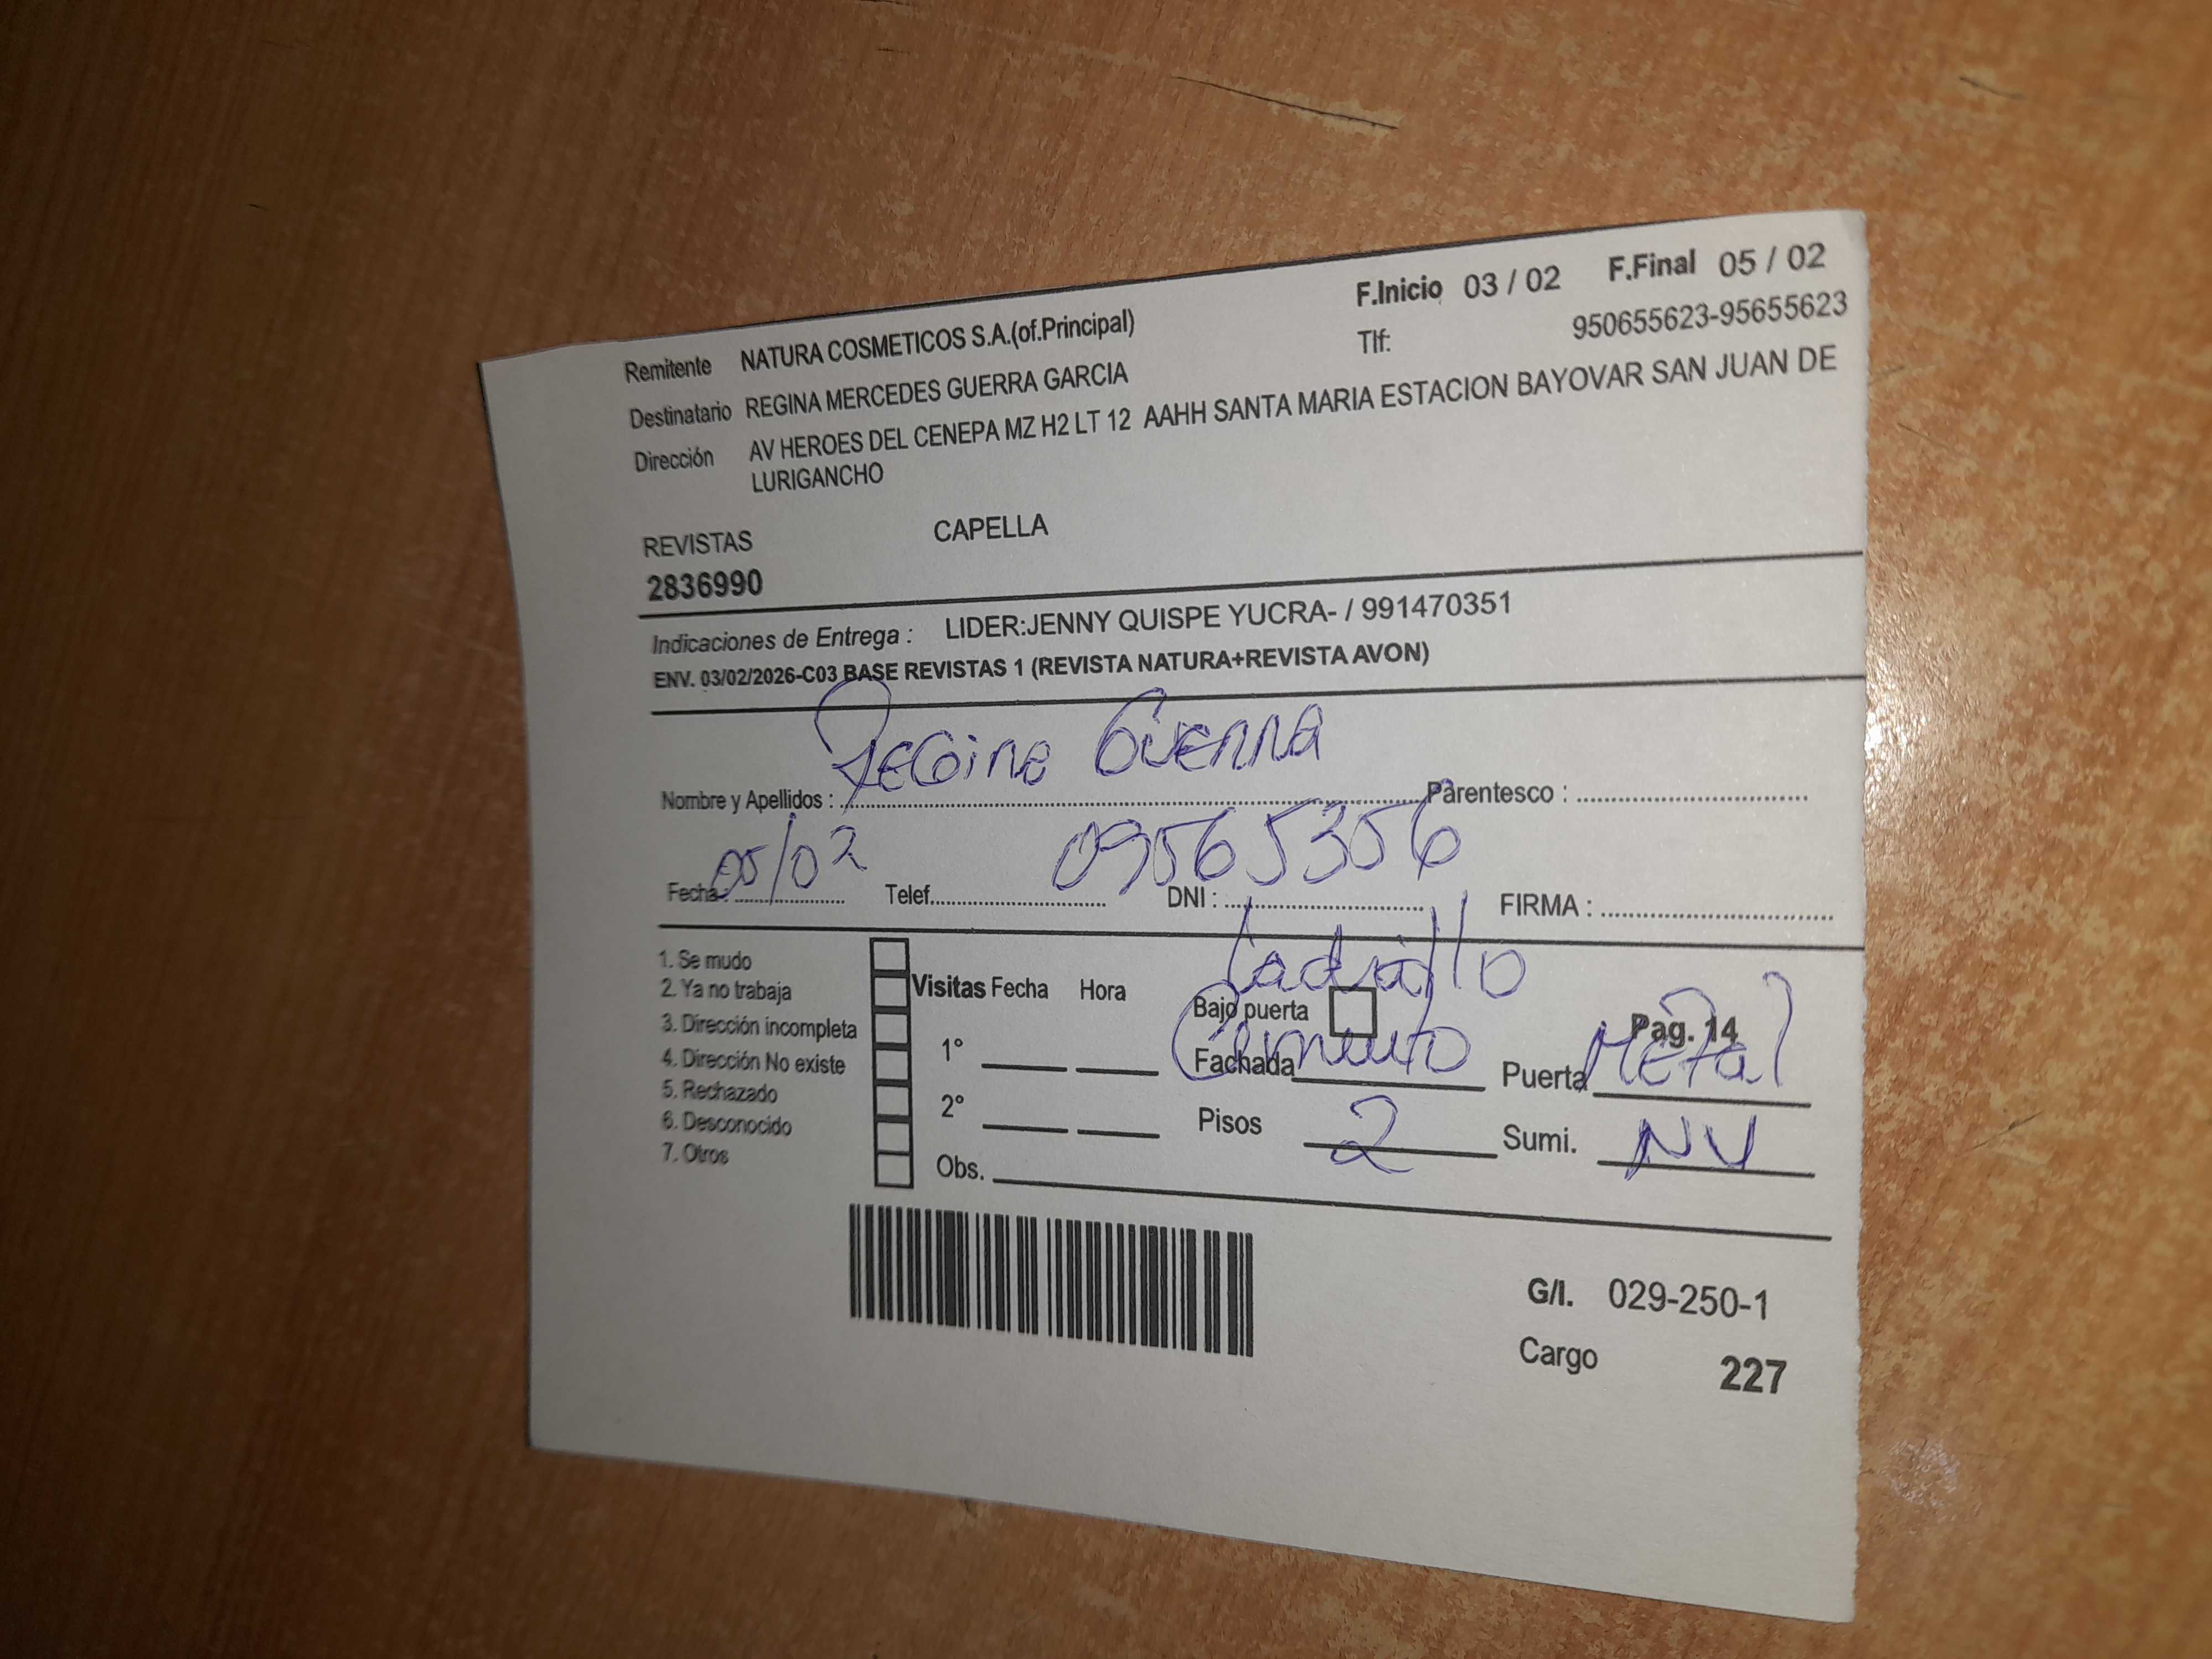 F.Inicio 03 / 02 F.Final 05 / 02
Remitente NATURA COSMETICOS S.A.(of.Principal) Tlf: 950655623-95655623
Destinatario REGINA MERCEDES GUERRA GARCIA
Dirección AV HEROES DEL CENEPA MZ H2 LT 12 AAHH SANTA MARIA ESTACION BAYOVAR SAN JUAN DE
LURIGANCHO
REVISTAS CAPELLA
2836990
Indicaciones de Entrega : LIDER:JENNY QUISPE YUCRA- / 991470351
ENV. 03/02/2026-C03 BASE REVISTAS 1 (REVISTA NATURA+REVISTA AVON)
Nombre y Apellidos : Regina Guerra Parentesco :
Fecha : 05/02 Telef. DNI : 09565356 FIRMA :
1. Se mudo
2. Ya no trabaja
3. Dirección incompleta
4. Dirección No existe
5. Rechazado
6. Desconocido
7. Otros
Visitas Fecha Hora
1°
2°
Obs.
Ladrillo
Bajo puerta Pag. 14
Fachada Cemento Puerta Metal
Pisos 2 Sumi. NV
G/I. 029-250-1
Cargo 227